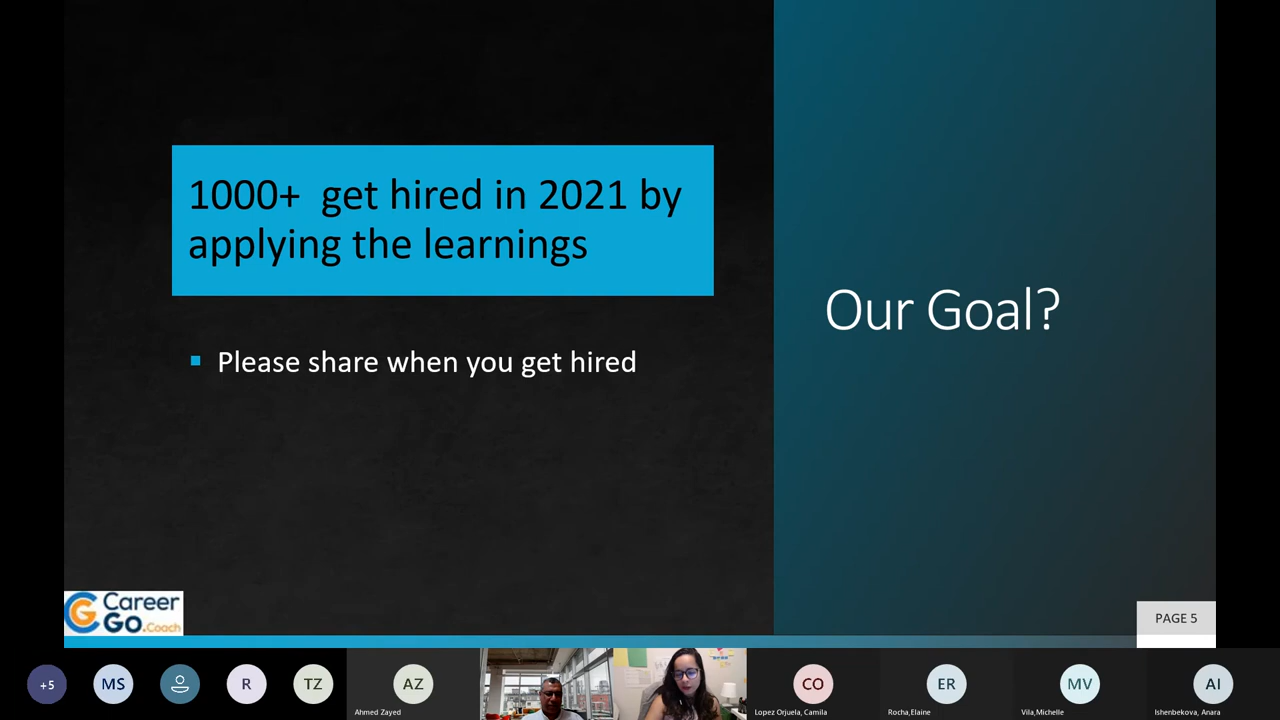 1000+ get hired in 2021 by
applying the learnings
Please share when you get hired
Our Goal?
Career
Go.Coach
PAGE 5
+5
MS
R
TZ
AZ
Ahmed Zayed
CO
Lopez Orjuela, Camila
ER
Rocha,Elaine
MV
Vila,Michelle
AI
Ishenbekova, Anara